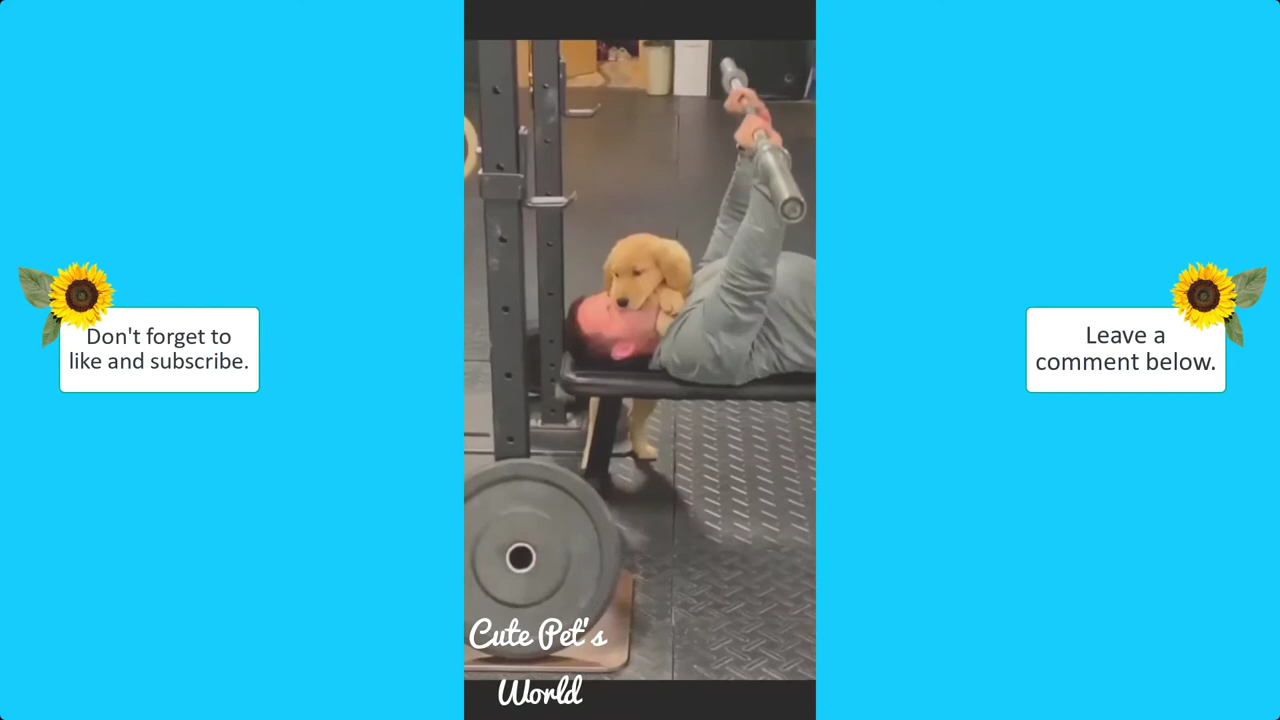 Don't forget to
like and subscribe.
Leave a
comment below.
Cute Pet's
World